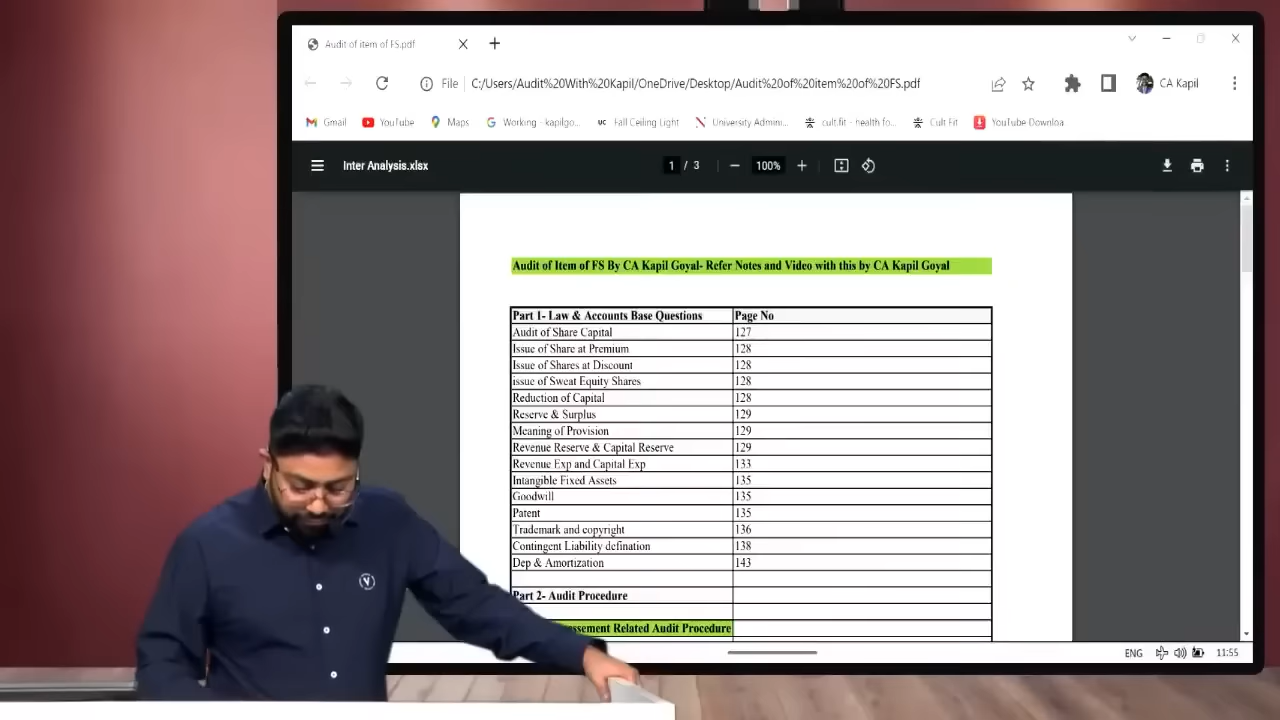 Audit of item of FS.pdf
File C:/Users/Audit%20With%20Kapil/OneDrive/Desktop/Audit%20of%20item%20of%20FS.pdf
CA Kapil
Gmail YouTube Maps Working - kapilgo... UC Fall Ceiling Light University Admini... cult.fit - health fo... Cult Fit YouTube Downloa
Inter Analysis.xlsx 1 / 3 100%
Audit of Item of FS By CA Kapil Goyal- Refer Notes and Video with this by CA Kapil Goyal
Part 1- Law & Accounts Base Questions Page No
Audit of Share Capital 127
Issue of Share at Premium 128
Issue of Shares at Discount 128
issue of Sweat Equity Shares 128
Reduction of Capital 128
Reserve & Surplus 129
Meaning of Provision 129
Revenue Reserve & Capital Reserve 129
Revenue Exp and Capital Exp 133
Intangible Fixed Assets 135
Goodwill 135
Patent 135
Trademark and copyright 136
Contingent Liability defination 138
Dep & Amortization 143
Part 2- Audit Procedure
Related Audit Procedure
V
ENG 11:55